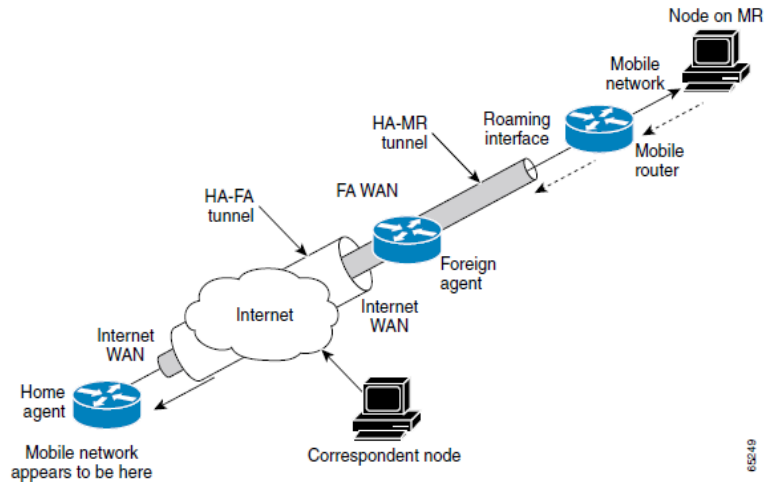 Node on MR
Mobile
network
Roaming
interface
HA-MR
tunnel
Mobile
router
FA WAN
HA-FA
tunnel
Foreign
agent
Internet
Internet
WAN
Internet
WAN
Home
agent
Correspondent node
Mobile network
appears to be here
65249